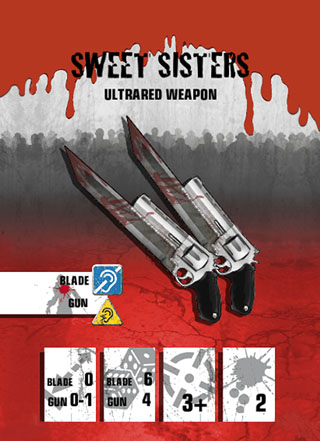 SWEET SISTERS
ULTRARED WEAPON
BLADE
GUN
BLADE 0
GUN 0-1
BLADE 6
GUN 4
3+
2